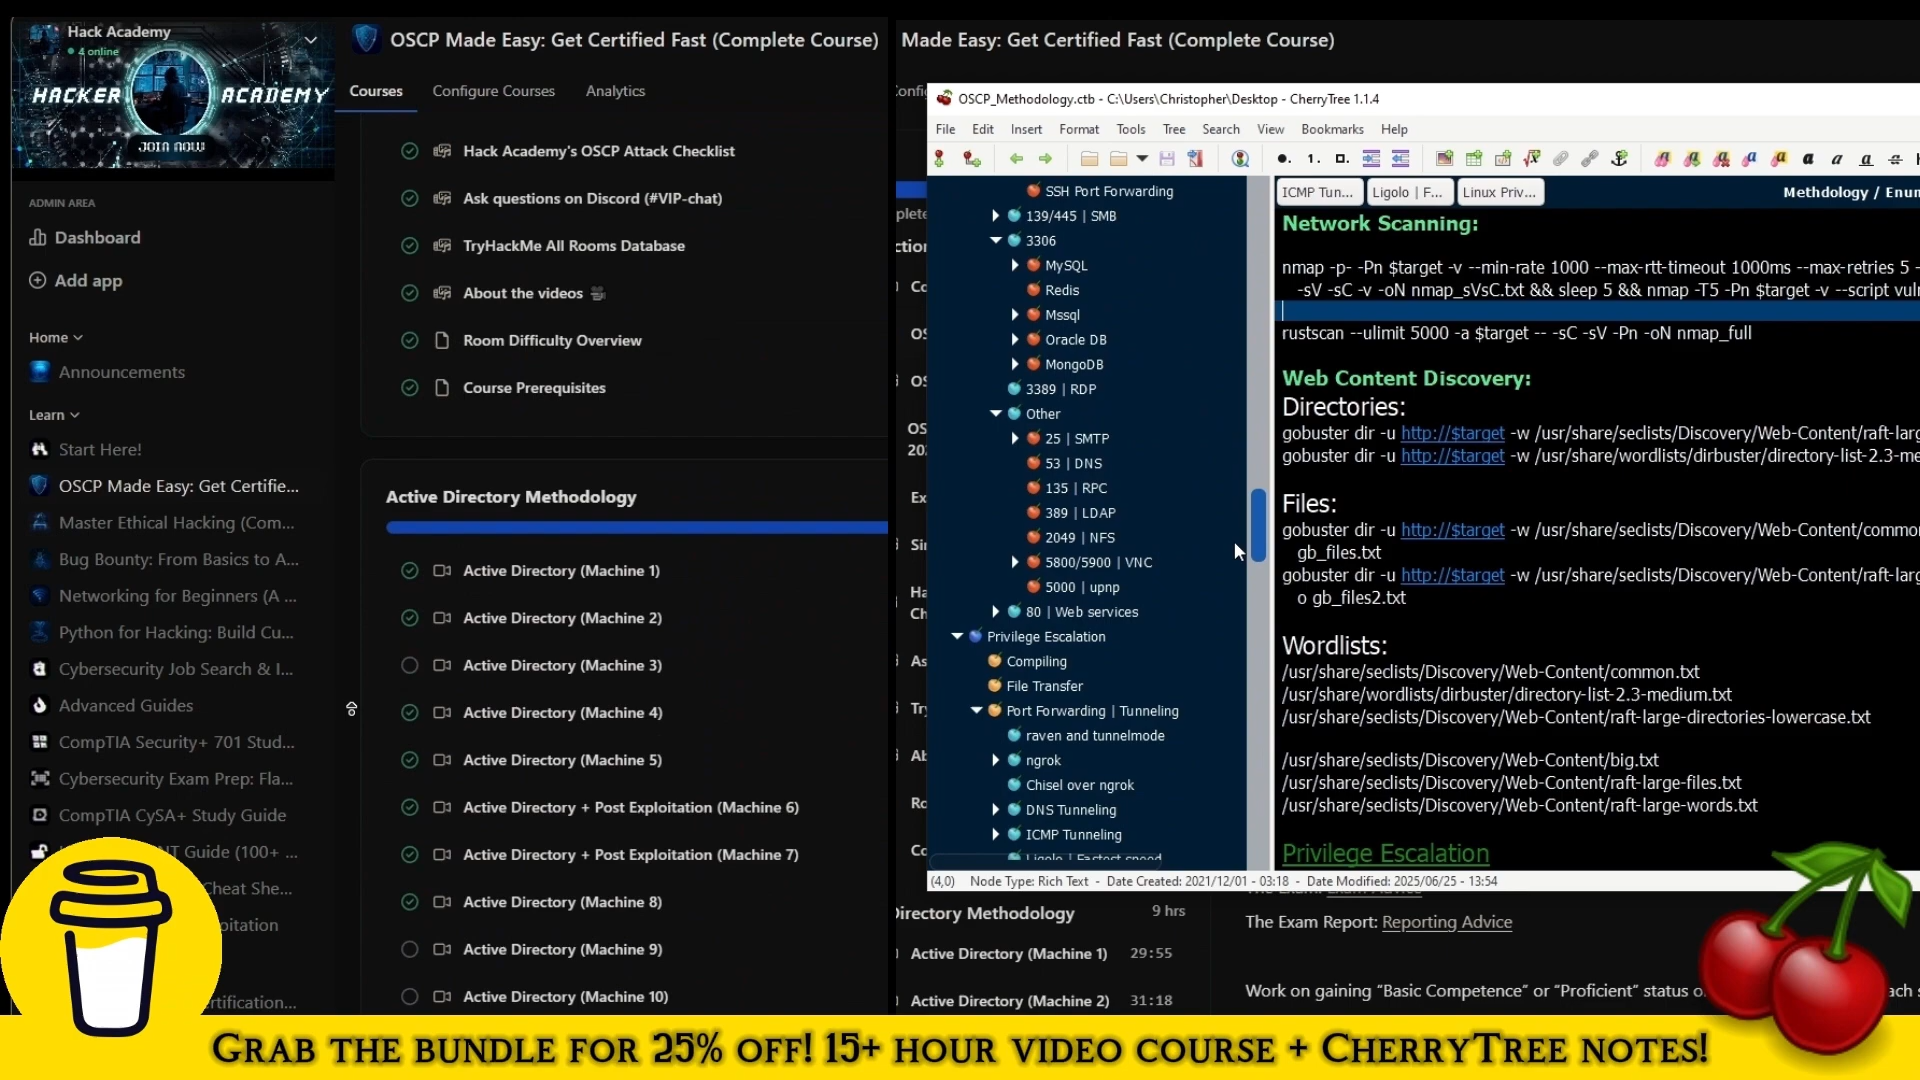 Hack Academy
4 online
HACKER ACADEMY
JOIN NOW
ADMIN AREA
Dashboard
Add app
Home
Announcements
Learn
Start Here!
OSCP Made Easy: Get Certifie...
Master Ethical Hacking (Com...
Bug Bounty: From Basics to A...
Networking for Beginners (A ...
Python for Hacking: Build Cu...
Cybersecurity Job Search & I...
Advanced Guides
CompTIA Security+ 701 Stud...
Cybersecurity Exam Prep: Fla...
CompTIA CySA+ Study Guide
NT Guide (100+ ...
Cheat She...
oitation
rtification...
OSCP Made Easy: Get Certified Fast (Complete Course)
Courses
Configure Courses
Analytics
Hack Academy's OSCP Attack Checklist
Ask questions on Discord (#VIP-chat)
TryHackMe All Rooms Database
About the videos
Room Difficulty Overview
Course Prerequisites
Active Directory Methodology
Active Directory (Machine 1)
Active Directory (Machine 2)
Active Directory (Machine 3)
Active Directory (Machine 4)
Active Directory (Machine 5)
Active Directory + Post Exploitation (Machine 6)
Active Directory + Post Exploitation (Machine 7)
Active Directory (Machine 8)
Active Directory (Machine 9)
Active Directory (Machine 10)
Made Easy: Get Certified Fast (Complete Course)
OSCP_Methodology.ctb - C:\Users\Christopher\Desktop - CherryTree 1.1.4
File Edit Insert Format Tools Tree Search View Bookmarks Help
SSH Port Forwarding
139/445 | SMB
3306
MySQL
Redis
Mssql
Oracle DB
MongoDB
3389 | RDP
Other
25 | SMTP
53 | DNS
135 | RPC
389 | LDAP
2049 | NFS
5800/5900 | VNC
5000 | upnp
80 | Web services
Privilege Escalation
Compiling
File Transfer
Port Forwarding | Tunneling
raven and tunnelmode
ngrok
Chisel over ngrok
DNS Tunneling
ICMP Tunneling
Ligolo | Fastest speed
ICMP Tun... Ligolo | F... Linux Priv...
Methdology / Enum
Network Scanning:
nmap -p- -Pn $target -v --min-rate 1000 --max-rtt-timeout 1000ms --max-retries 5 -
-sV -sC -v -oN nmap_sVsC.txt && sleep 5 && nmap -T5 -Pn $target -v --script vuln
rustscan --ulimit 5000 -a $target -- -sC -sV -Pn -oN nmap_full
Web Content Discovery:
Directories:
gobuster dir -u http://$target -w /usr/share/seclists/Discovery/Web-Content/raft-larg
gobuster dir -u http://$target -w /usr/share/wordlists/dirbuster/directory-list-2.3-me
Files:
gobuster dir -u http://$target -w /usr/share/seclists/Discovery/Web-Content/common
gb_files.txt
gobuster dir -u http://$target -w /usr/share/seclists/Discovery/Web-Content/raft-larg
o gb_files2.txt
Wordlists:
/usr/share/seclists/Discovery/Web-Content/common.txt
/usr/share/wordlists/dirbuster/directory-list-2.3-medium.txt
/usr/share/seclists/Discovery/Web-Content/raft-large-directories-lowercase.txt
/usr/share/seclists/Discovery/Web-Content/big.txt
/usr/share/seclists/Discovery/Web-Content/raft-large-files.txt
/usr/share/seclists/Discovery/Web-Content/raft-large-words.txt
Privilege Escalation
(4,0) Node Type: Rich Text - Date Created: 2021/12/01 - 03:18 - Date Modified: 2025/06/25 - 13:54
Directory Methodology 9 hrs
Active Directory (Machine 1) 29:55
Active Directory (Machine 2) 31:18
The Exam Report: Reporting Advice
Work on gaining “Basic Competence” or “Proficient” status o
Grab the bundle for 25% off! 15+ hour video course + CherryTree notes!